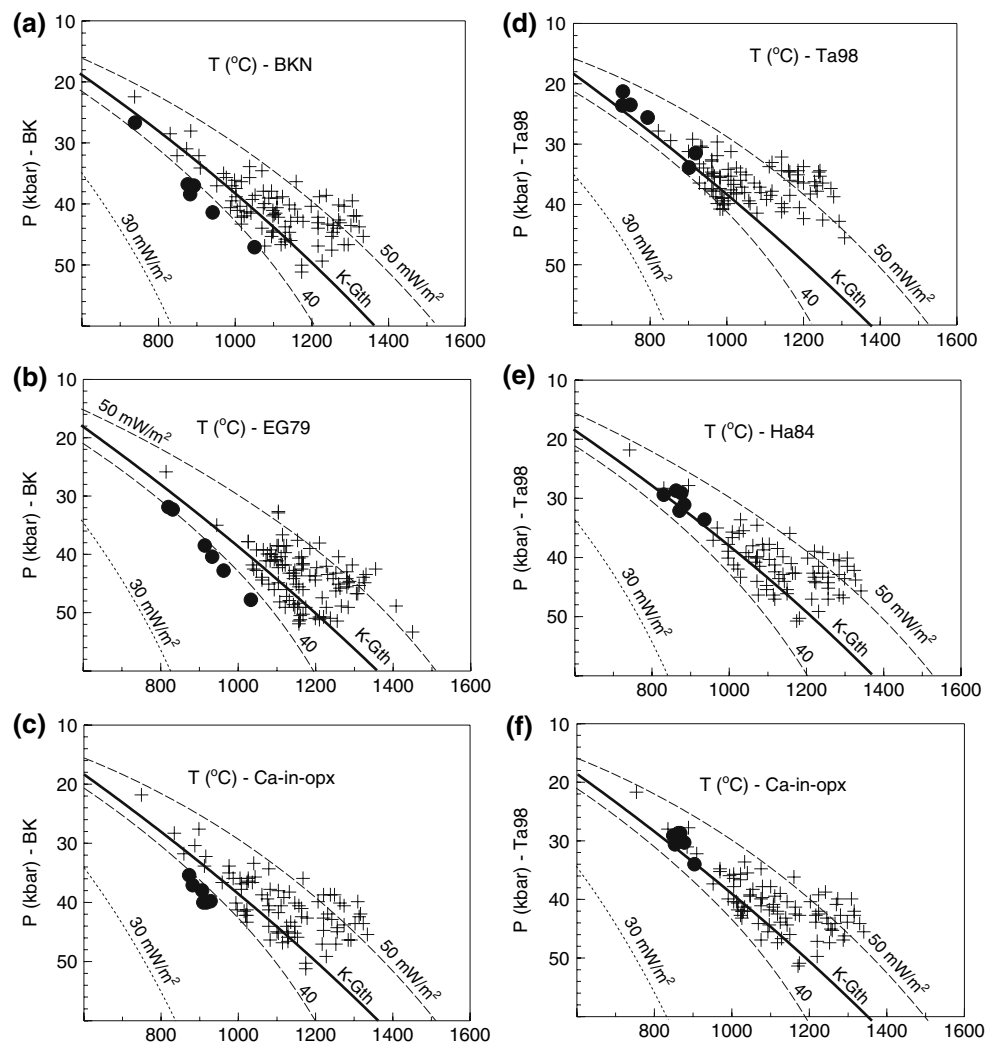 (a)
T (°C) - BKN
P (kbar) - BK
10
20
30
40
50
30 mW/m²
40
K-Gth
50 mW/m²
800 1000 1200 1400 1600
(d)
T (°C) - Ta98
P (kbar) - Ta98
10
20
30
40
50
30 mW/m²
40
K-Gth
50 mW/m²
800 1000 1200 1400 1600
(b)
50 mW/m²
T (°C) - EG79
P (kbar) - BK
10
20
30
40
50
30 mW/m²
40
K-Gth
800 1000 1200 1400 1600
(e)
T (°C) - Ha84
P (kbar) - Ta98
10
20
30
40
50
30 mW/m²
40
K-Gth
50 mW/m²
800 1000 1200 1400 1600
(c)
T (°C) - Ca-in-opx
P (kbar) - BK
10
20
30
40
50
30 mW/m²
40
K-Gth
50 mW/m²
800 1000 1200 1400 1600
(f)
T (°C) - Ca-in-opx
P (kbar) - Ta98
10
20
30
40
50
30 mW/m²
40
K-Gth
50 mW/m²
800 1000 1200 1400 1600